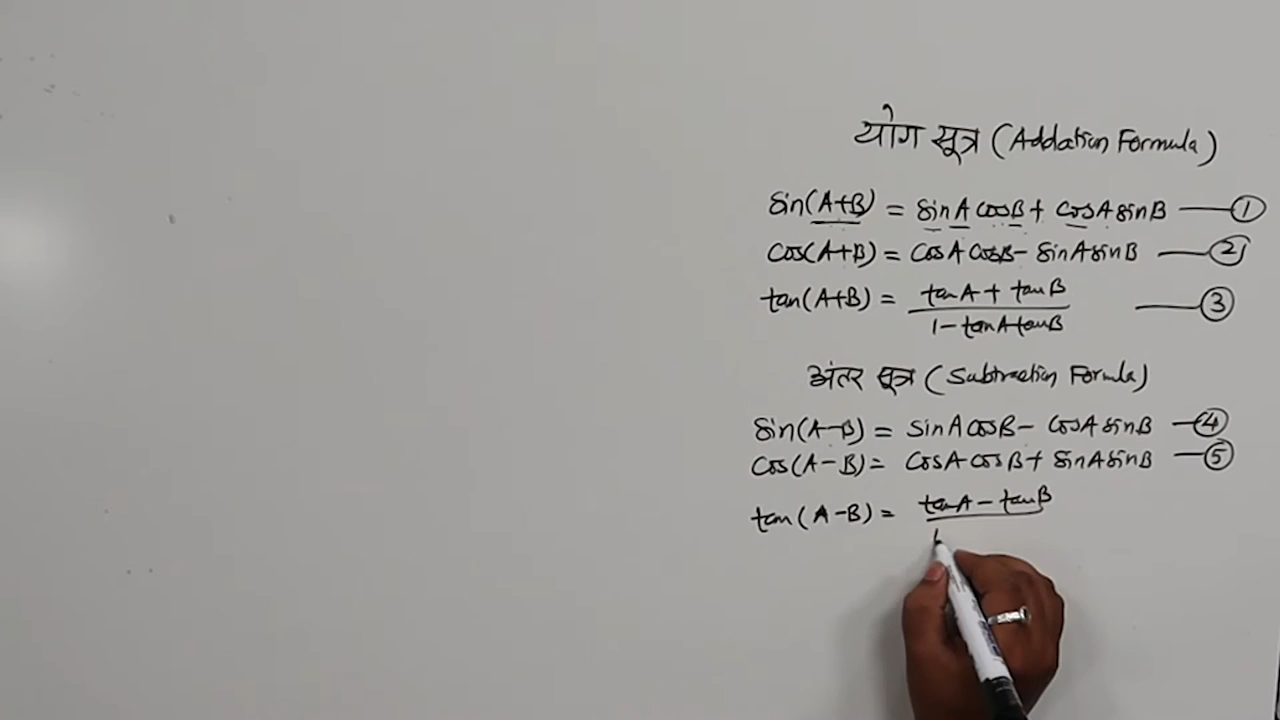 योग सूत्र (Addation Formula)
sin(A+B) = sinA cosB + cosA sinB — ①
cos(A+B) = cosA cosB - sinA sinB — ②
tan(A+B) = tanA + tanB / 1 - tanA tanB — ③
अंतर सूत्र (Subtraction Formula)
sin(A-B) = sinA cosB - cosA sinB — ④
cos(A-B) = cosA cosB + sinA sinB — ⑤
tan(A-B) = tanA - tanB / 1